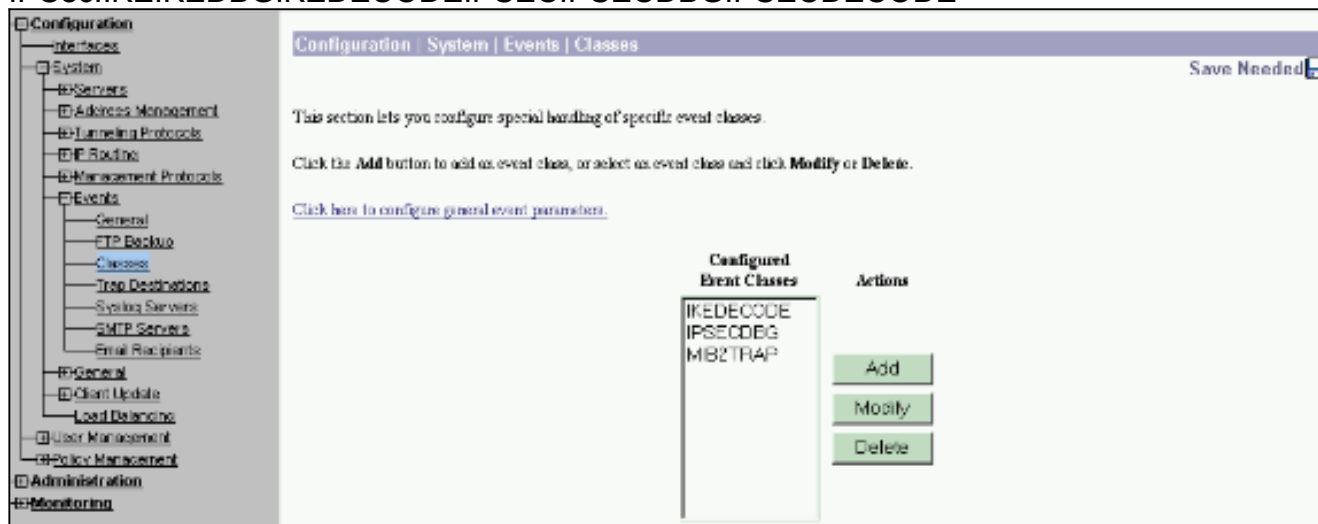 Configuration
Interfaces
System
Servers
Address Management
Tunneling Protocols
IP Routing
Management Protocols
Events
General
FTP Backup
Classes
Trap Destinations
Syslog Servers
SMTP Servers
Email Recipients
General
Client Update
Load Balancing
User Management
Policy Management
Administration
Monitoring
Configuration | System | Events | Classes
Save Needed
This section lets you configure special handling of specific event classes.
Click the Add button to add an event class, or select an event class and click Modify or Delete.
Click here to configure general event parameters.
Configured
Event Classes
Actions
IKEDECODE
IPSECDBG
MIB2TRAP
Add
Modify
Delete